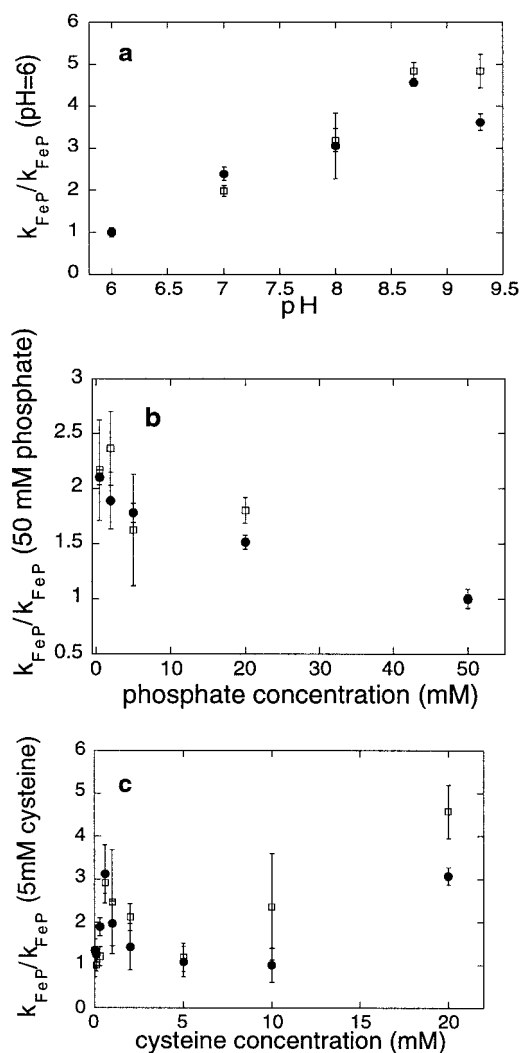 a
k_FeP/k_FeP (pH=6)
6
5
4
3
2
1
0
6 6.5 7 7.5 8 8.5 9 9.5
pH
b
k_FeP/k_FeP (50 mM phosphate)
3
2.5
2
1.5
1
0.5
0 10 20 30 40 50
phosphate concentration (mM)
c
k_FeP/k_FeP (5mM cysteine)
6
5
4
3
2
1
0
0 5 10 15 20
cysteine concentration (mM)